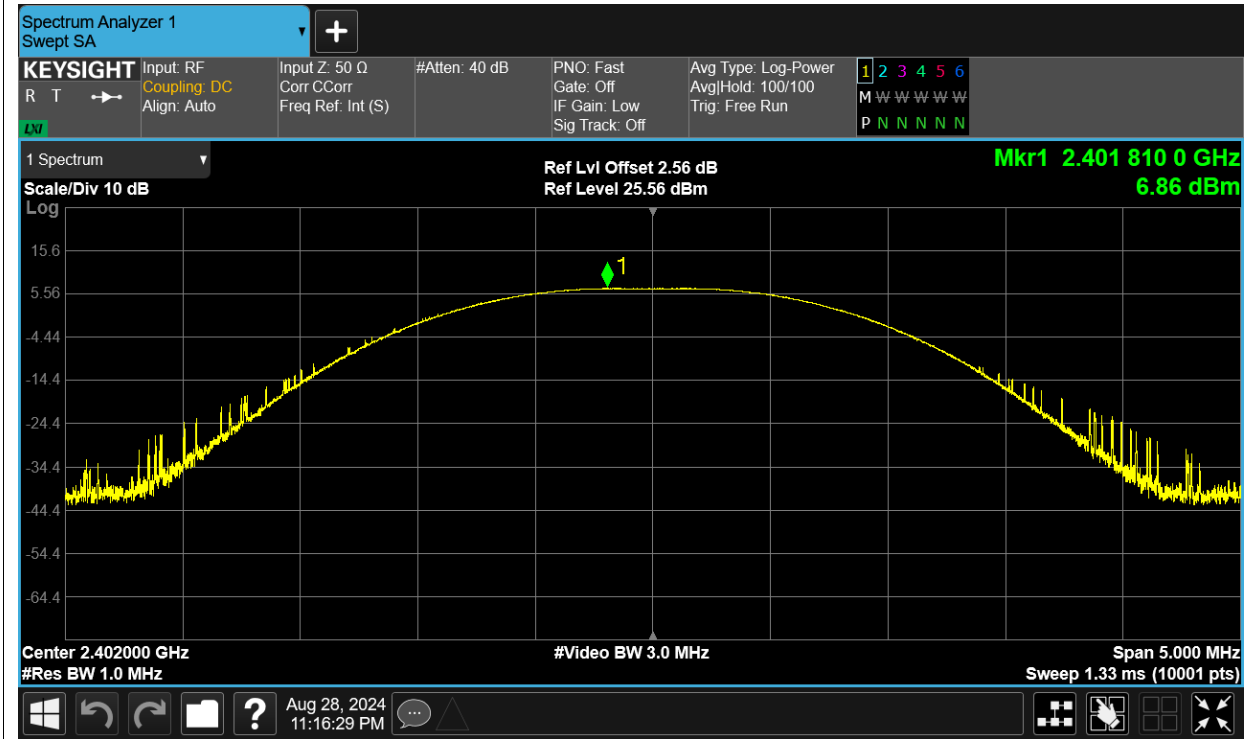 Spectrum Analyzer 1
Swept SA
+
KEYSIGHT
R T
LXI
Input: RF
Coupling: DC
Align: Auto
Input Z: 50 Ω
Corr CCorr
Freq Ref: Int (S)
#Atten: 40 dB
PNO: Fast
Gate: Off
IF Gain: Low
Sig Track: Off
Avg Type: Log-Power
Avg|Hold: 100/100
Trig: Free Run
1 2 3 4 5 6
M W W W W W
P N N N N N
1 Spectrum
Scale/Div 10 dB
Log
Ref Lvl Offset 2.56 dB
Ref Level 25.56 dBm
Mkr1 2.401 810 0 GHz
6.86 dBm
1
15.6
5.56
-4.44
-14.4
-24.4
-34.4
-44.4
-54.4
-64.4
Center 2.402000 GHz
#Res BW 1.0 MHz
#Video BW 3.0 MHz
Span 5.000 MHz
Sweep 1.33 ms (10001 pts)
?
Aug 28, 2024
11:16:29 PM